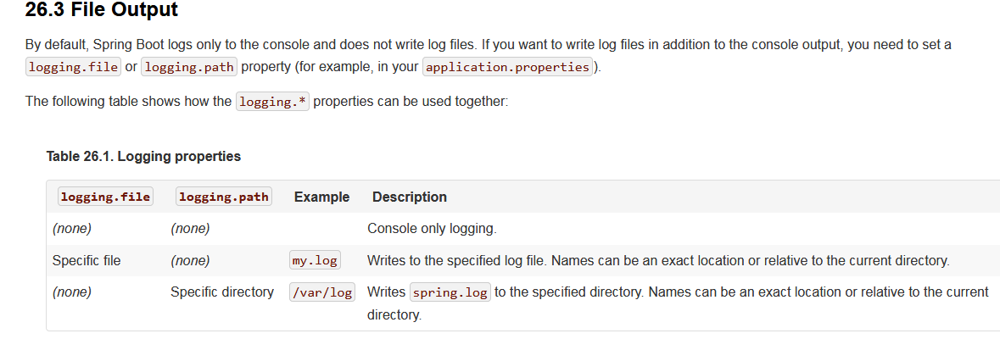 26.3 File Output
By default, Spring Boot logs only to the console and does not write log files. If you want to write log files in addition to the console output, you need to set a
logging.file or logging.path property (for example, in your application.properties).
The following table shows how the logging.* properties can be used together:
Table 26.1. Logging properties
logging.file logging.path Example Description
(none) (none) Console only logging.
Specific file (none) my.log Writes to the specified log file. Names can be an exact location or relative to the current directory.
(none) Specific directory /var/log Writes spring.log to the specified directory. Names can be an exact location or relative to the current
directory.